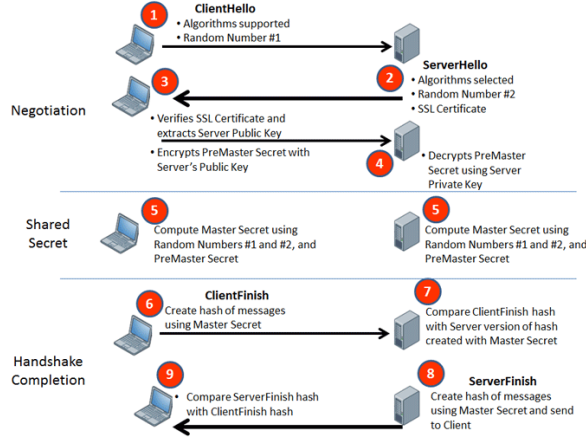 1
ClientHello
• Algorithms supported
• Random Number #1
2
ServerHello
• Algorithms selected
• Random Number #2
• SSL Certificate
Negotiation
3
• Verifies SSL Certificate and
extracts Server Public Key
• Encrypts PreMaster Secret with
Server's Public Key
4
• Decrypts PreMaster
Secret using Server
Private Key
Shared
Secret
5
Compute Master Secret using
Random Numbers #1 and #2, and
PreMaster Secret
5
Compute Master Secret using
Random Numbers #1 and #2, and
PreMaster Secret
Handshake
Completion
6
ClientFinish
Create hash of messages
using Master Secret
7
Compare ClientFinish hash
with Server version of hash
created with Master Secret
8
ServerFinish
Create hash of messages
using Master Secret and send
to Client
9
• Compare ServerFinish hash
with ClientFinish hash